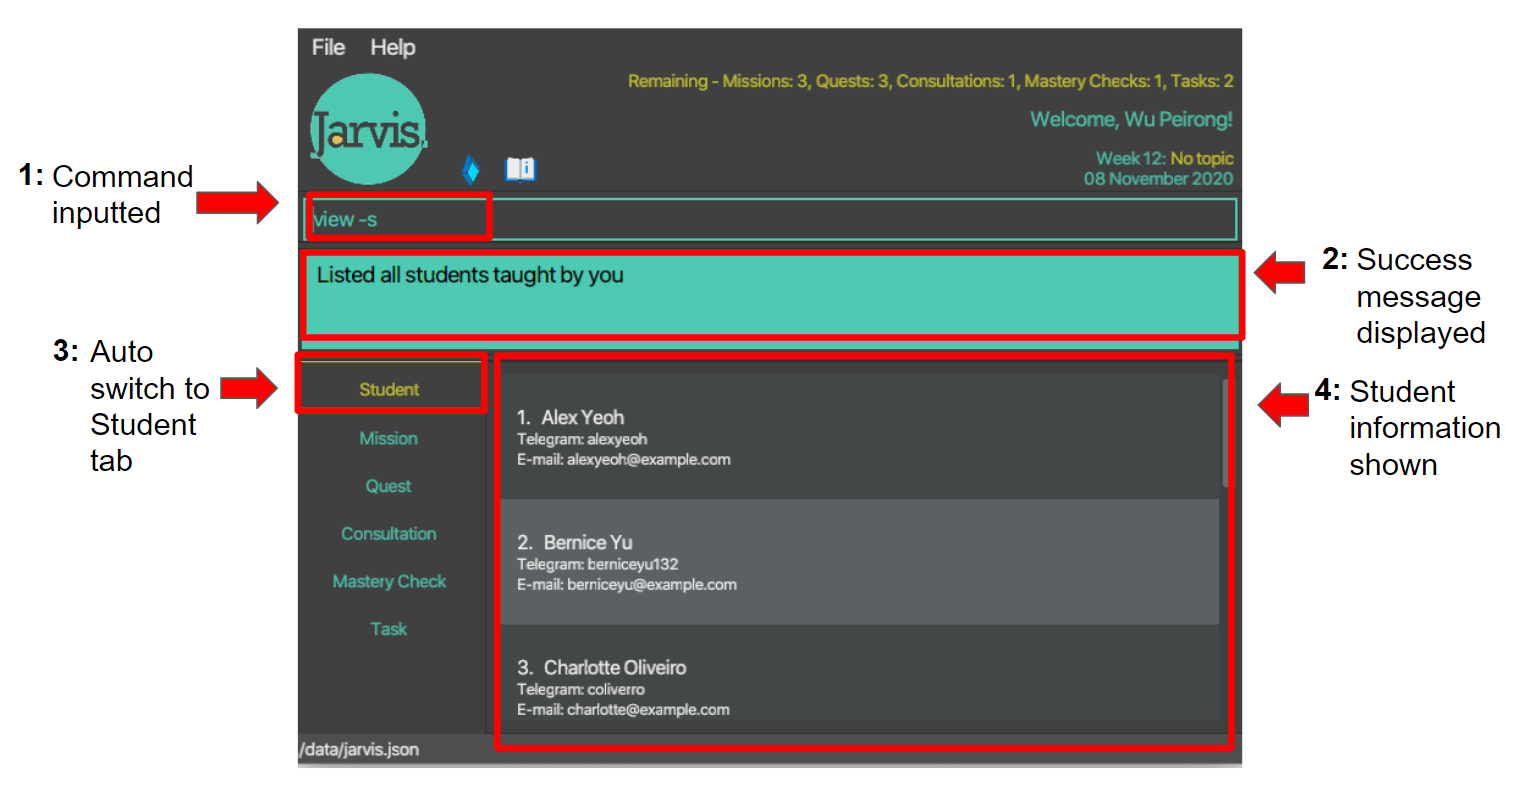 File Help
Remaining - Missions: 3, Quests: 3, Consultations: 1, Mastery Checks: 1, Tasks: 2
Jarvis.
Welcome, Wu Peirong!
Week 12: No topic
08 November 2020
1: Command
inputted
view -s
Listed all students taught by you
2: Success
message
displayed
3: Auto
switch to
Student
tab
Student
Mission
Quest
Consultation
Mastery Check
Task
1. Alex Yeoh
Telegram: alexyeoh
E-mail: alexyeoh@example.com
2. Bernice Yu
Telegram: berniceyu132
E-mail: berniceyu@example.com
3. Charlotte Oliveiro
Telegram: coliverro
E-mail: charlotte@example.com
4: Student
information
shown
/data/jarvis.json